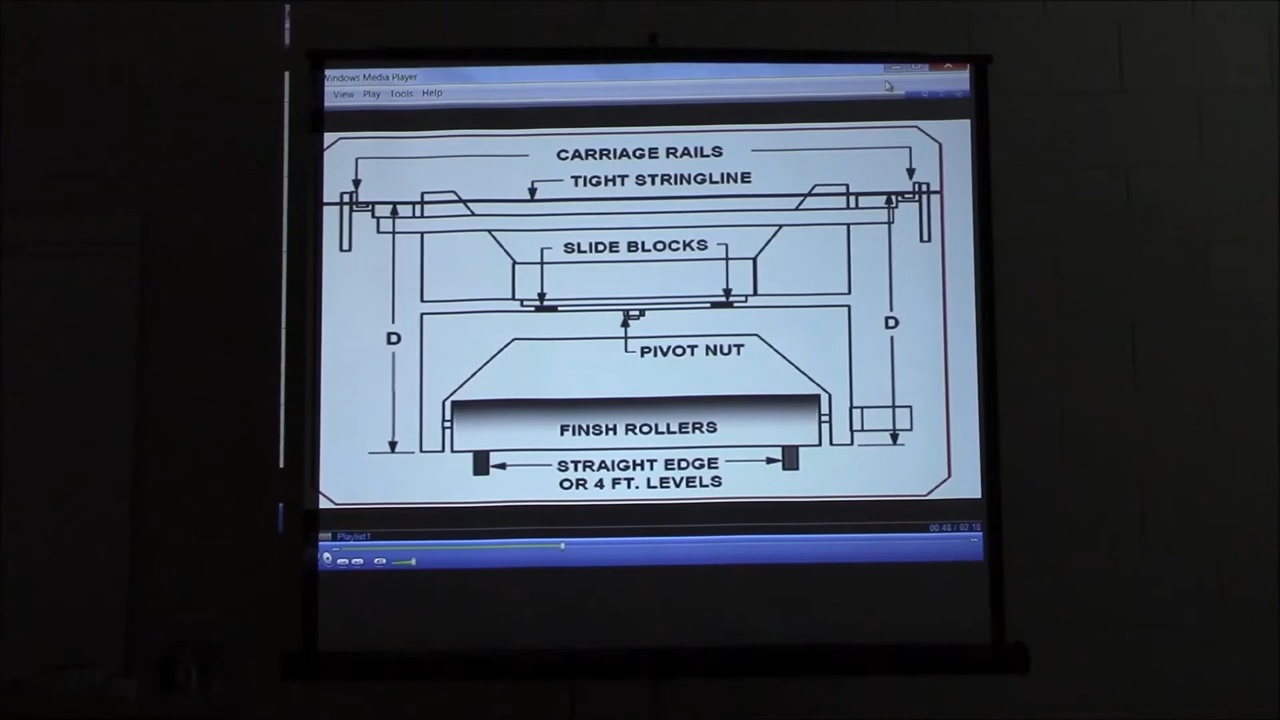 Windows Media Player
View Play Tools Help
CARRIAGE RAILS
TIGHT STRINGLINE
SLIDE BLOCKS
D
D
PIVOT NUT
FINSH ROLLERS
STRAIGHT EDGE
OR 4 FT. LEVELS
00:48 / 02:18
Playlist1